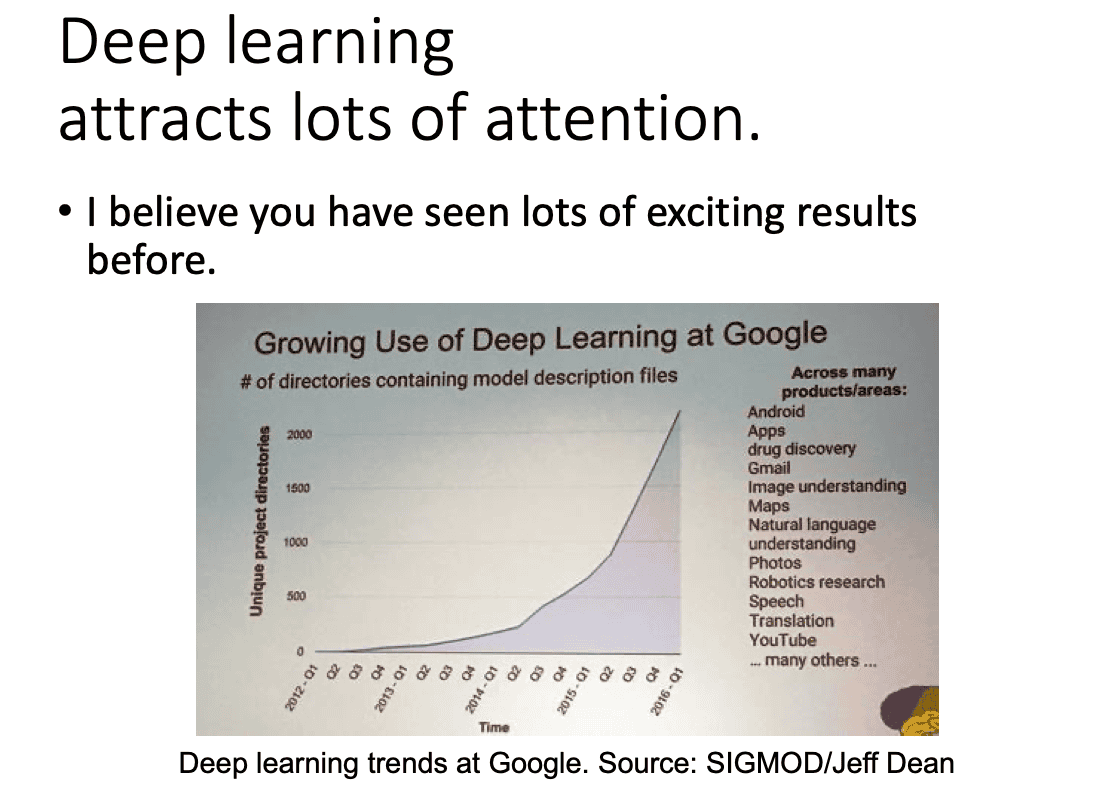 Deep learning
attracts lots of attention.
• I believe you have seen lots of exciting results
before.
Growing Use of Deep Learning at Google
# of directories containing model description files
Unique project directories
2000
1500
1000
500
0
2012 - Q1
Q2
Q3
Q4
2013 - Q1
Q2
Q3
Q4
2014 - Q1
Q2
Q3
Q4
2015 - Q1
Q2
Q3
Q4
2016 - Q1
Time
Across many
products/areas:
Android
Apps
drug discovery
Gmail
Image understanding
Maps
Natural language
understanding
Photos
Robotics research
Speech
Translation
YouTube
... many others ...
Deep learning trends at Google. Source: SIGMOD/Jeff Dean